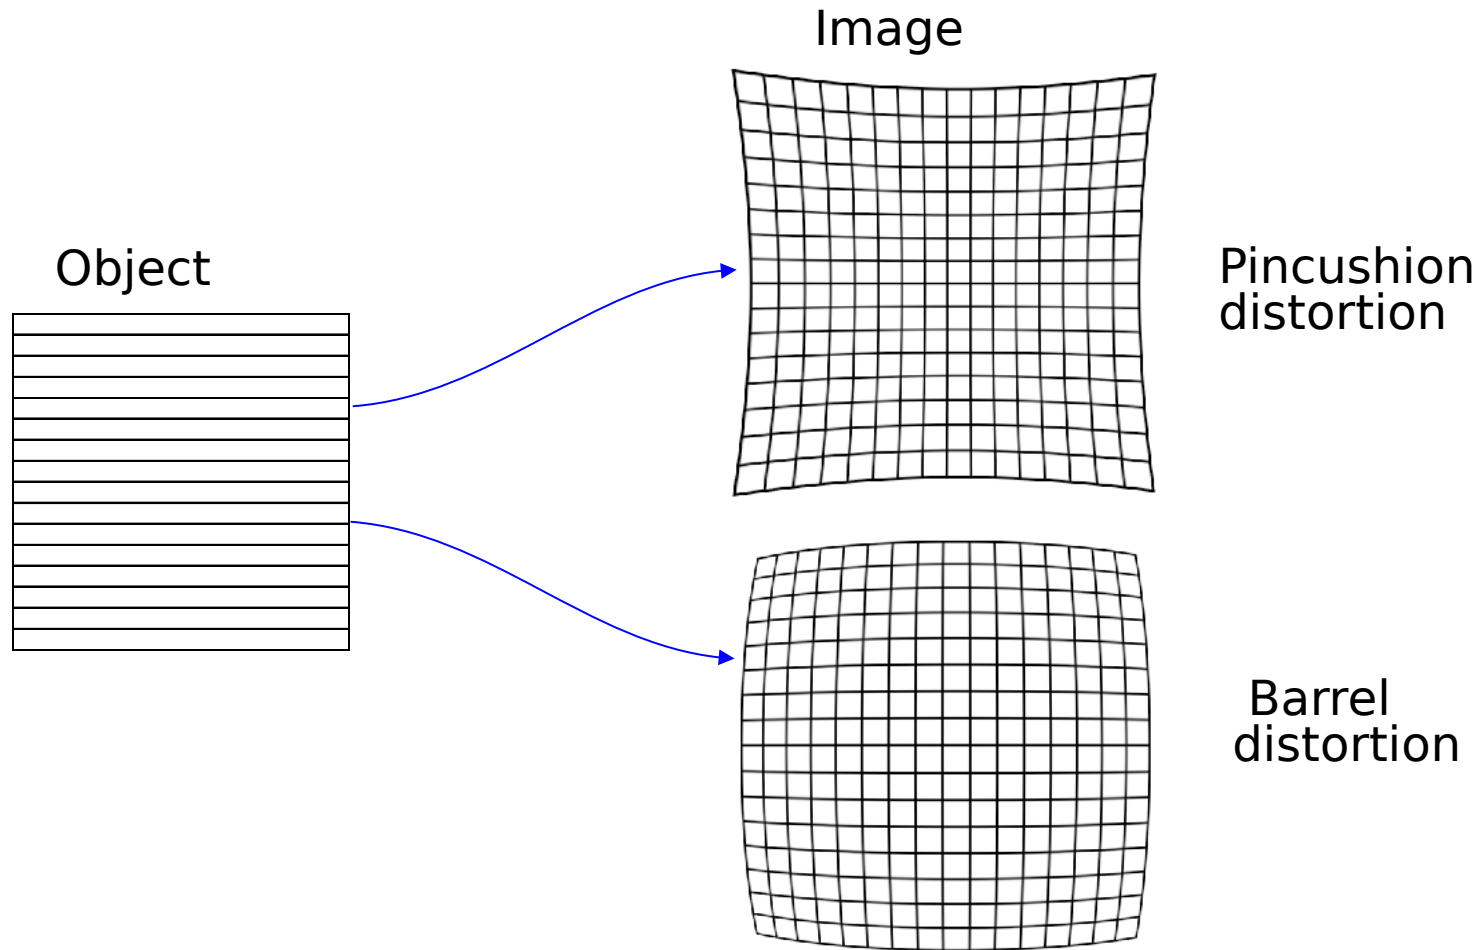 Image
Object
Pincushion
distortion
Barrel
distortion